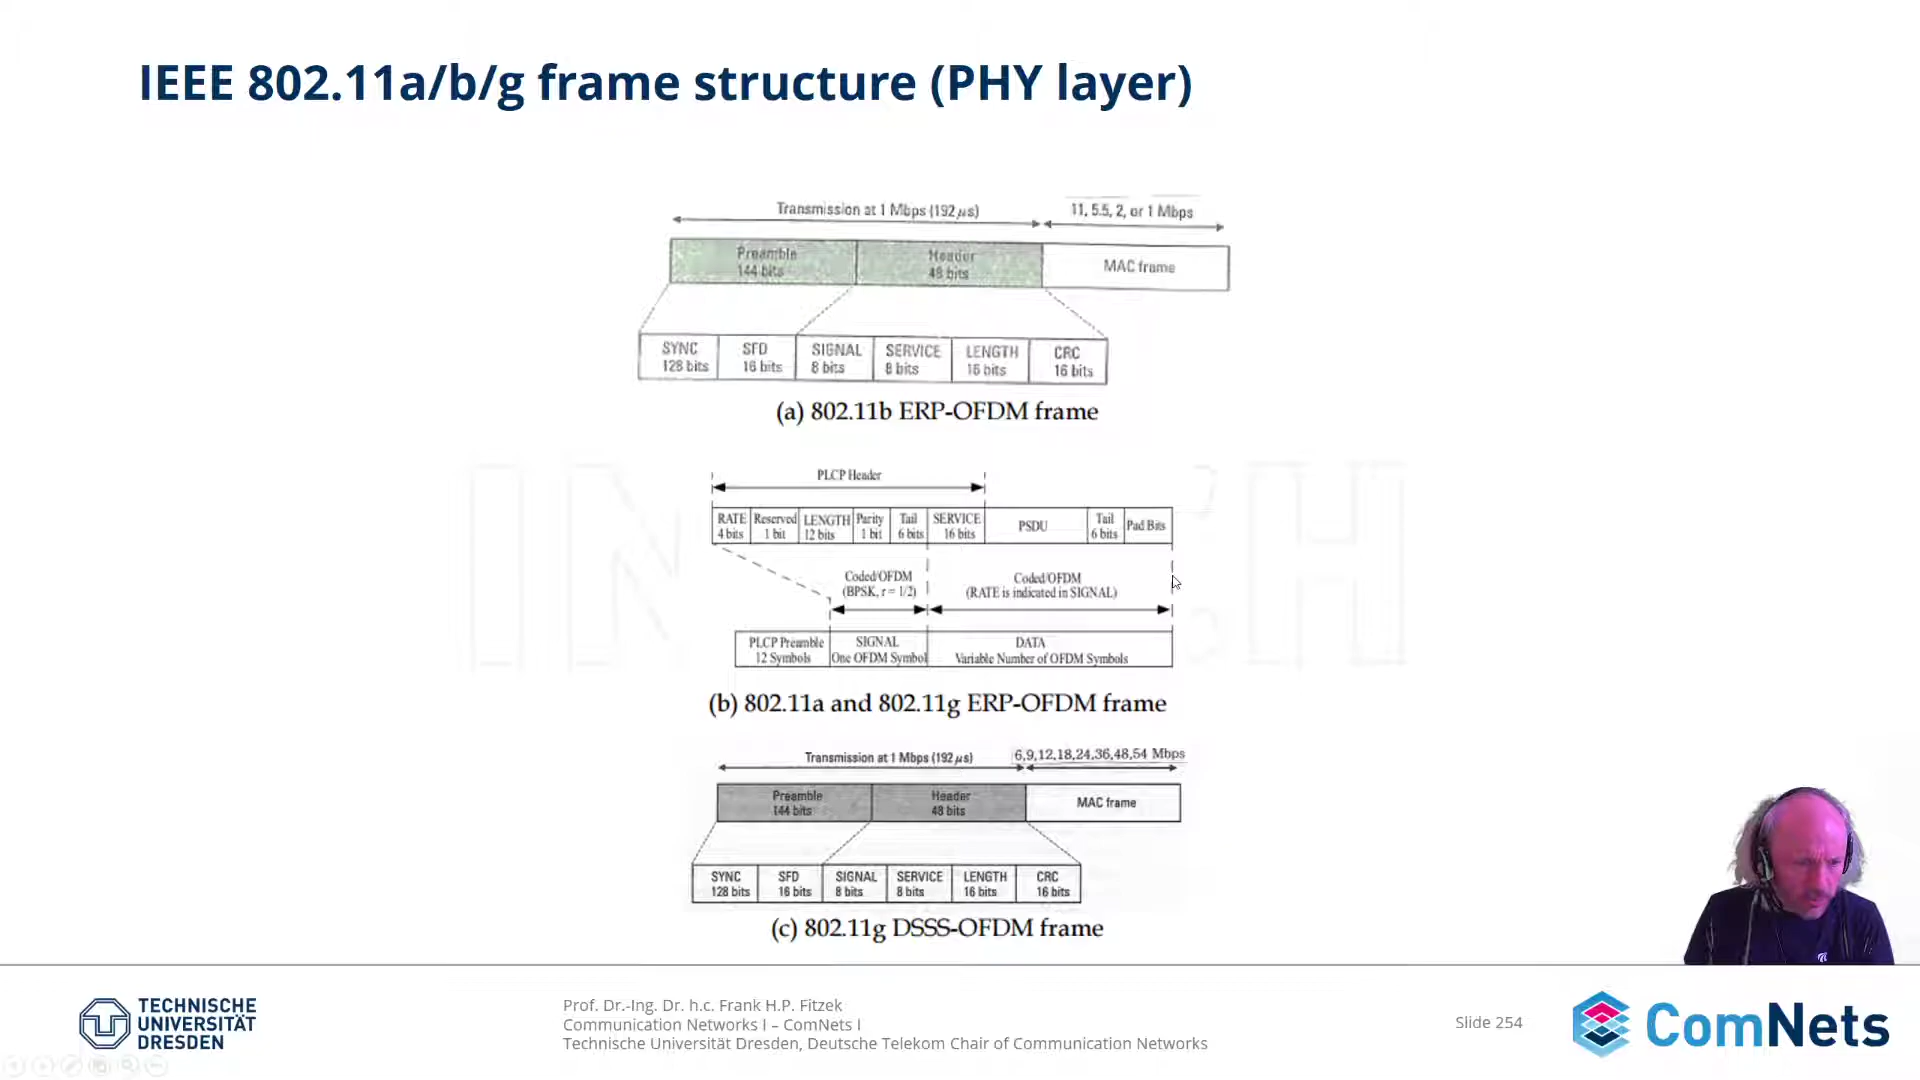 IEEE 802.11a/b/g frame structure (PHY layer)
Transmission at 1 Mbps (192 µs)
11, 5.5, 2, or 1 Mbps
Preamble
144 bits
Header
48 bits
MAC frame
SYNC
128 bits
SFD
16 bits
SIGNAL
8 bits
SERVICE
8 bits
LENGTH
16 bits
CRC
16 bits
(a) 802.11b ERP-OFDM frame
PLCP Header
RATE
4 bits
Reserved
1 bit
LENGTH
12 bits
Parity
1 bit
Tail
6 bits
SERVICE
16 bits
PSDU
Tail
6 bits
Pad Bits
Coded/OFDM
(BPSK, r = 1/2)
Coded/OFDM
(RATE is indicated in SIGNAL)
PLCP Preamble
12 Symbols
SIGNAL
One OFDM Symbol
DATA
Variable Number of OFDM Symbols
(b) 802.11a and 802.11g ERP-OFDM frame
Transmission at 1 Mbps (192 µs)
6,9,12,18,24,36,48,54 Mbps
Preamble
144 bits
Header
48 bits
MAC frame
SYNC
128 bits
SFD
16 bits
SIGNAL
8 bits
SERVICE
8 bits
LENGTH
16 bits
CRC
16 bits
(c) 802.11g DSSS-OFDM frame
TECHNISCHE
UNIVERSITÄT
DRESDEN
Prof. Dr.-Ing. Dr. h.c. Frank H.P. Fitzek
Communication Networks I – ComNets I
Technische Universität Dresden, Deutsche Telekom Chair of Communication Networks
Slide 254
ComNets